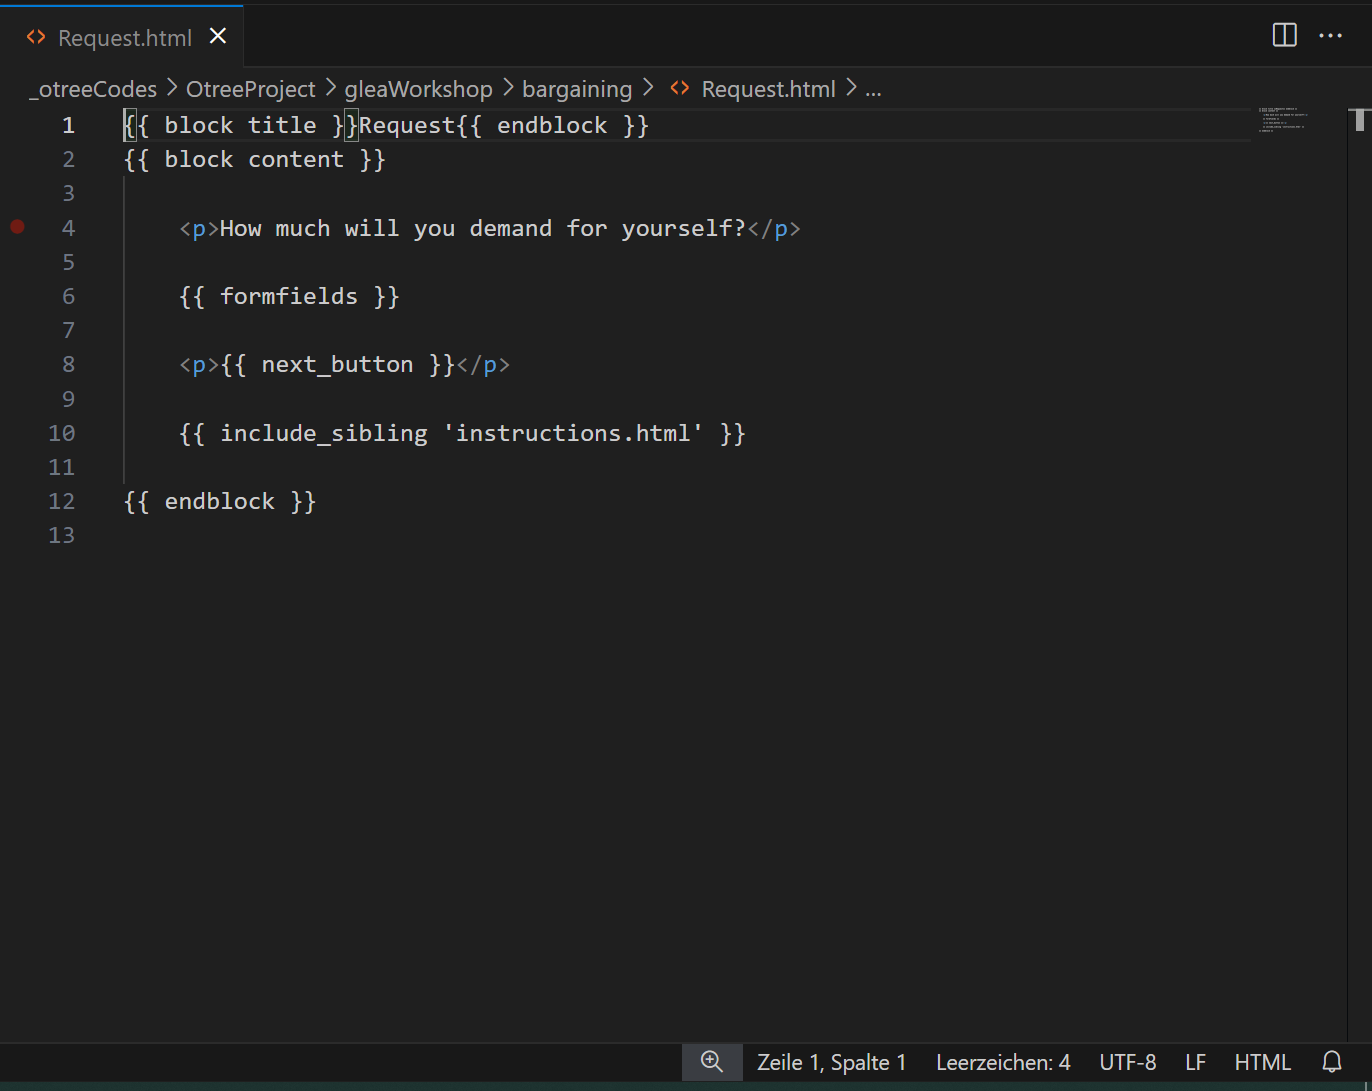 Request.html
_otreeCodes > OtreeProject > gleaWorkshop > bargaining > Request.html > ...
1 {{ block title }}Request{{ endblock }}
2 {{ block content }}
3
4     <p>How much will you demand for yourself?</p>
5
6     {{ formfields }}
7
8     <p>{{ next_button }}</p>
9
10     {{ include_sibling 'instructions.html' }}
11
12 {{ endblock }}
13
Zeile 1, Spalte 1 Leerzeichen: 4 UTF-8 LF HTML